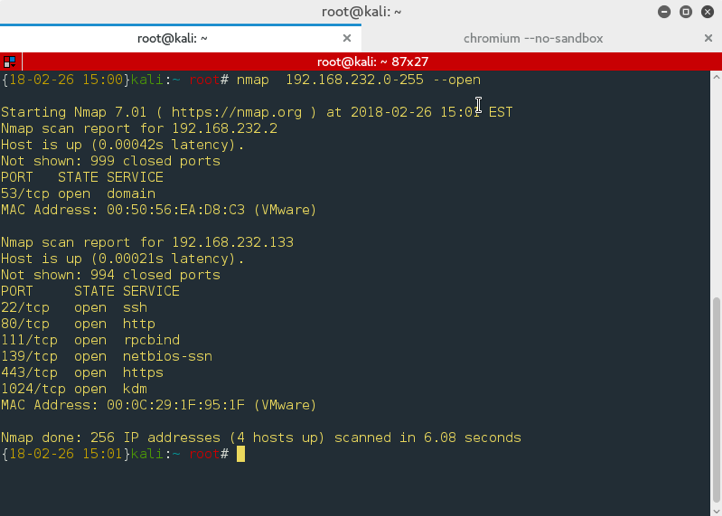 root@kali: ~
root@kali: ~
chromium --no-sandbox
root@kali: ~ 87x27
{18-02-26 15:00}kali:~ root# nmap  192.168.232.0-255 --open
Starting Nmap 7.01 ( https://nmap.org ) at 2018-02-26 15:01 EST
Nmap scan report for 192.168.232.2
Host is up (0.00042s latency).
Not shown: 999 closed ports
PORT   STATE SERVICE
53/tcp open  domain
MAC Address: 00:50:56:EA:D8:C3 (VMware)
Nmap scan report for 192.168.232.133
Host is up (0.00021s latency).
Not shown: 994 closed ports
PORT     STATE SERVICE
22/tcp   open  ssh
80/tcp   open  http
111/tcp  open  rpcbind
139/tcp  open  netbios-ssn
443/tcp  open  https
1024/tcp open  kdm
MAC Address: 00:0C:29:1F:95:1F (VMware)
Nmap done: 256 IP addresses (4 hosts up) scanned in 6.08 seconds
{18-02-26 15:01}kali:~ root#